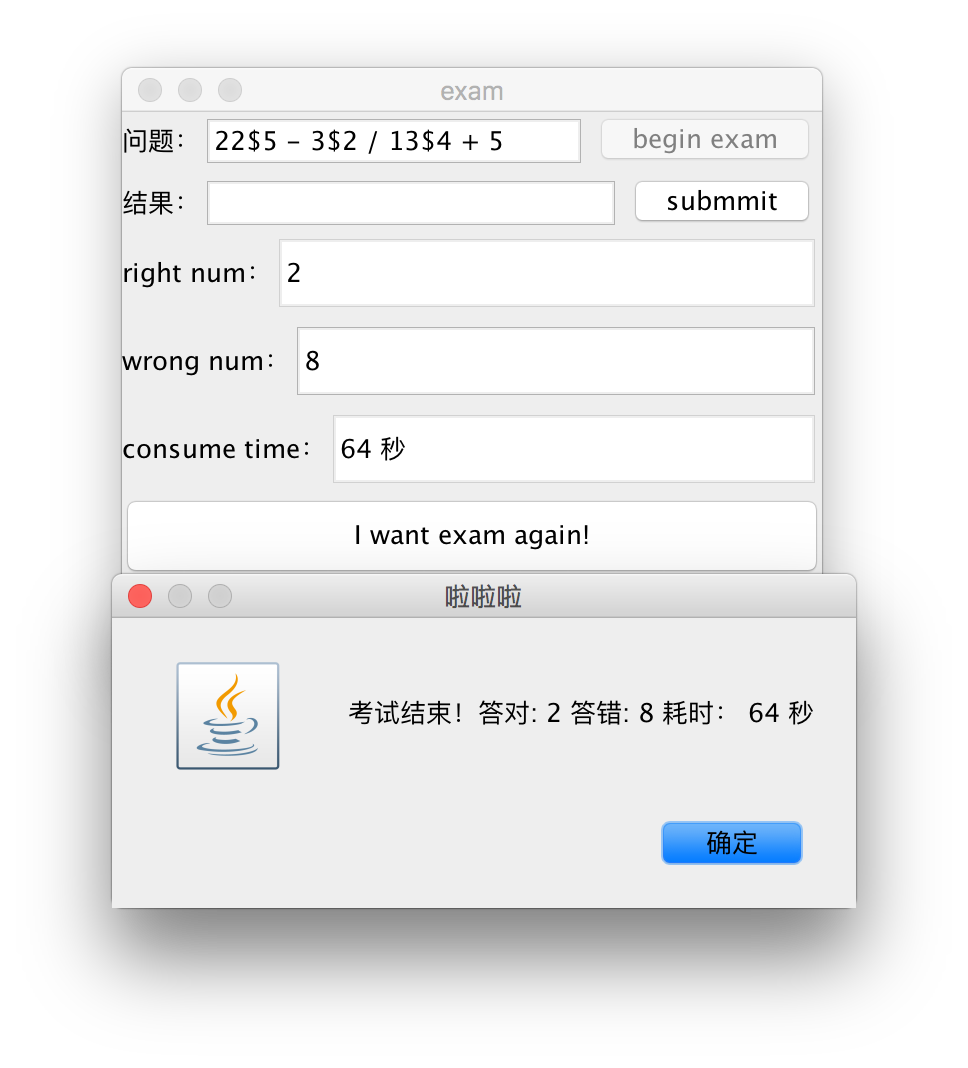 exam
问题： 22$5 - 3$2 / 13$4 + 5 begin exam
结果： submmit
right num： 2
wrong num： 8
consume time： 64 秒
I want exam again!
啦啦啦
考试结束！答对: 2 答错: 8 耗时： 64 秒
确定